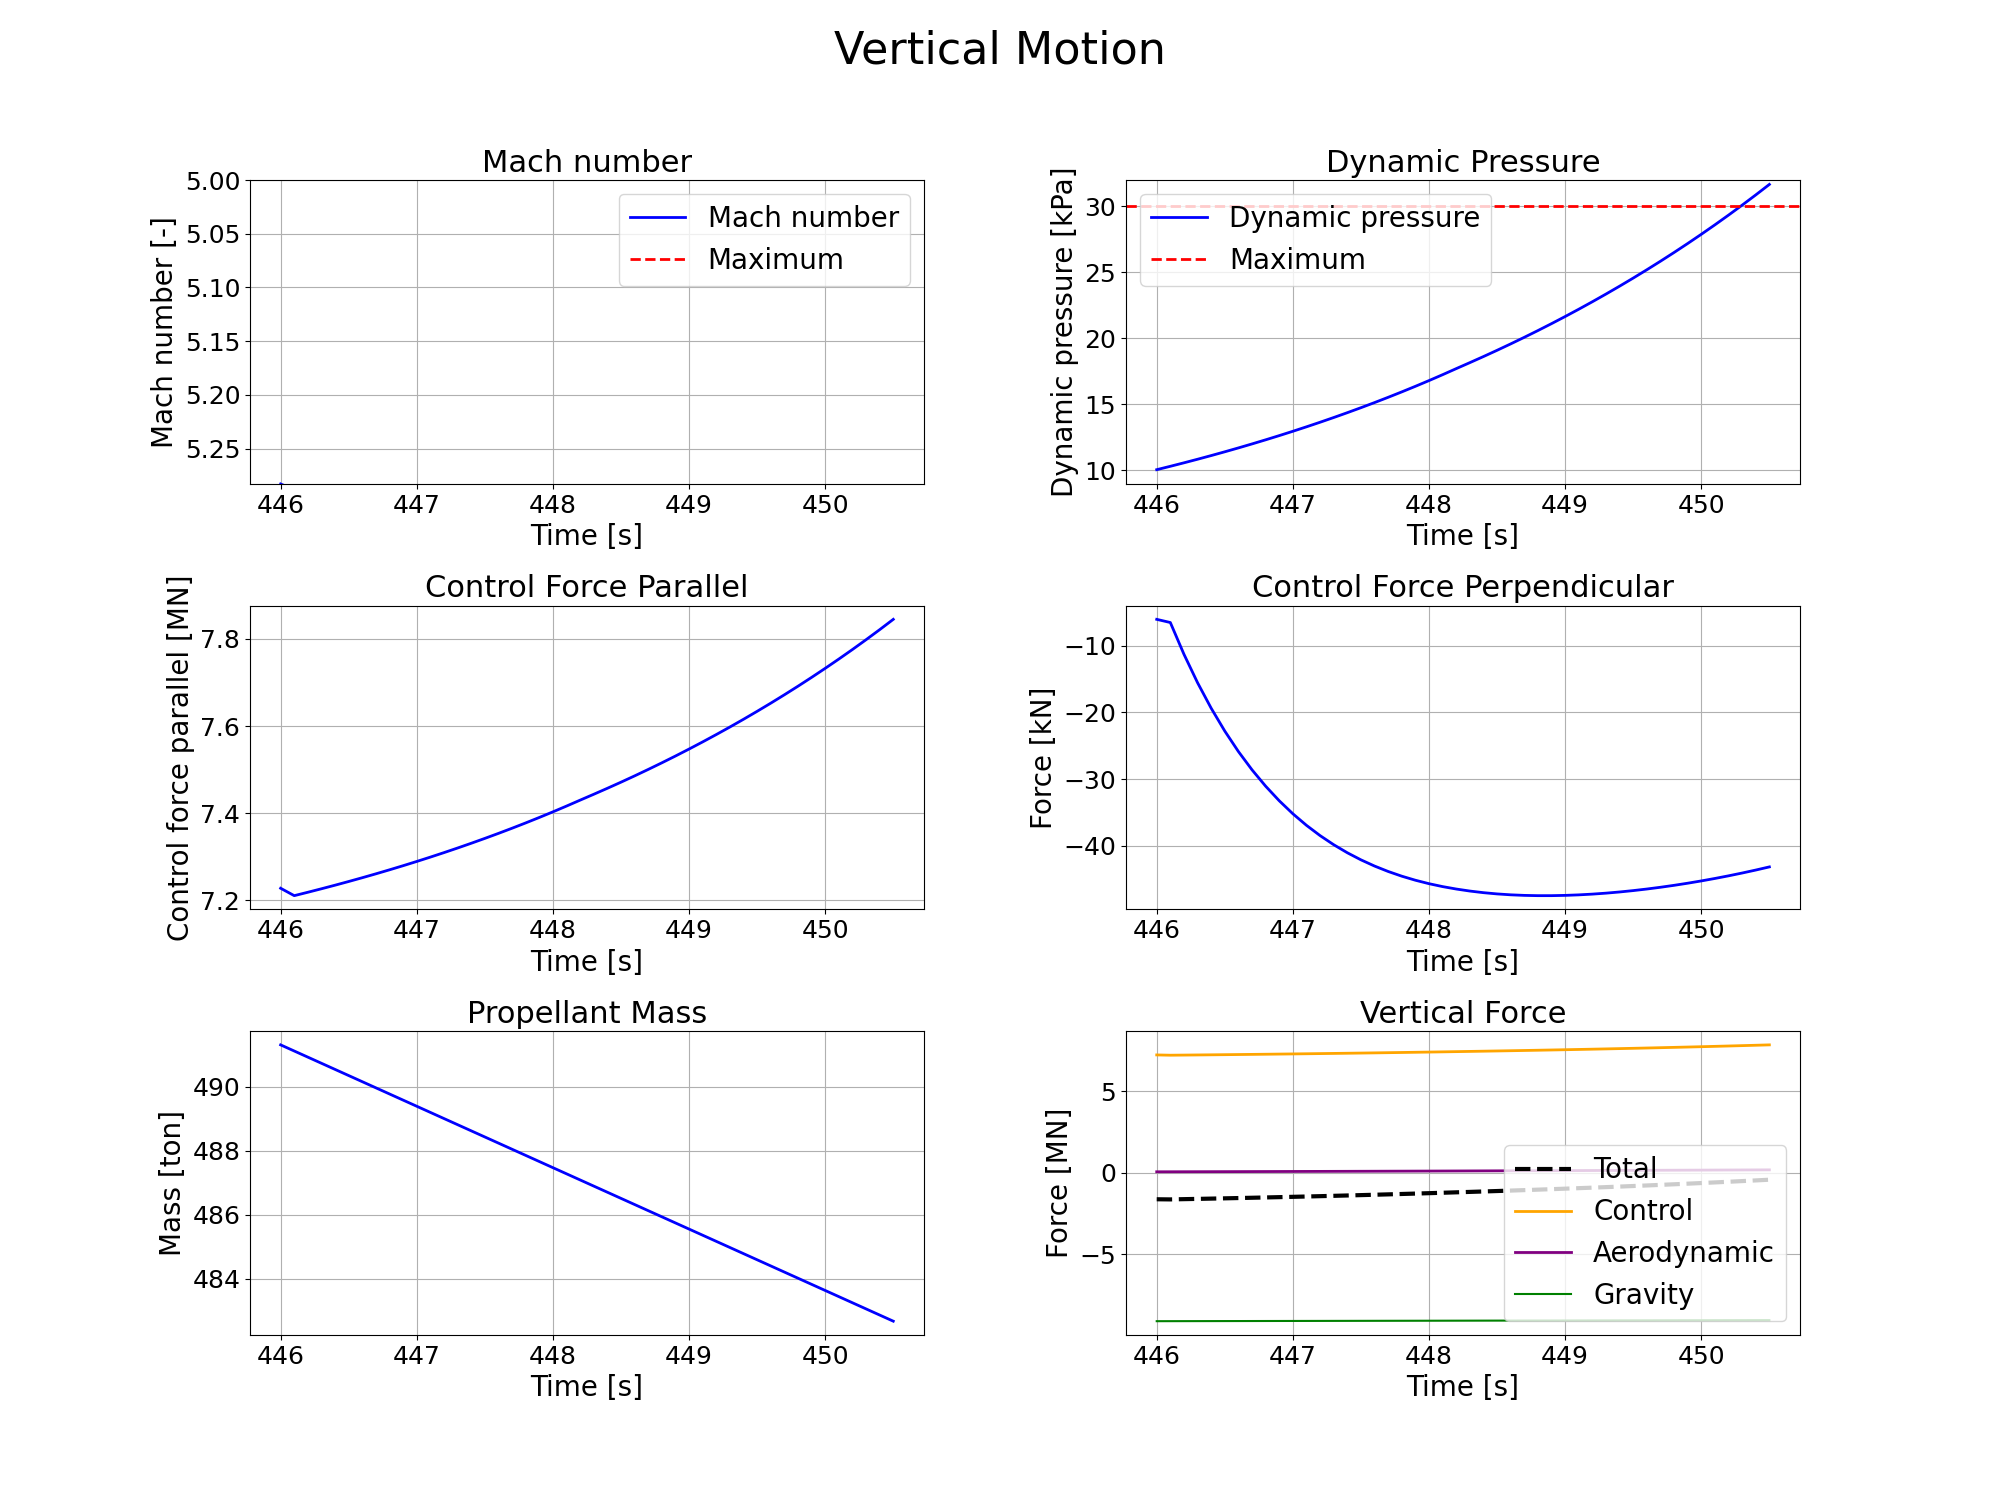 Vertical Motion
Mach number
Mach number [-]
5.00
5.05
5.10
5.15
5.20
5.25
Mach number
Maximum
446 447 448 449 450
Time [s]
Dynamic Pressure
Dynamic pressure [kPa]
30
25
20
15
10
Dynamic pressure
Maximum
446 447 448 449 450
Time [s]
Control Force Parallel
Control force parallel [MN]
7.8
7.6
7.4
7.2
446 447 448 449 450
Time [s]
Control Force Perpendicular
Force [kN]
−10
−20
−30
−40
446 447 448 449 450
Time [s]
Propellant Mass
Mass [ton]
490
488
486
484
446 447 448 449 450
Time [s]
Vertical Force
Force [MN]
5
0
−5
Total
Control
Aerodynamic
Gravity
446 447 448 449 450
Time [s]